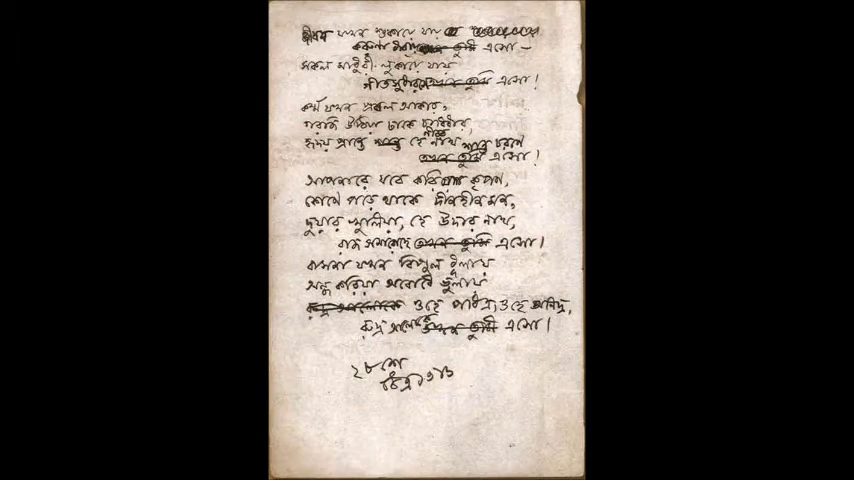 জীবন যখন শুকায়ে যায়
করুণা ধারায় তুমি এসো—
সকল মাধুরী লুকায়ে যায়
গীতসুধারসে এসো!
কর্ম্ম যখন প্রবল আকার,
গরজি উঠিয়া ঢাকে চারিধার,
হৃদয় প্রান্তে হে নীরব নাথ শান্ত চরণে
এসো!
আপনারে যবে করিয়া কৃপণ,
কোণে পড়ে থাকে দীনহীন মন,
দুয়ার খুলিয়া, হে উদার নাথ,
রাজ সমারোহে এসো।
বাসনা যখন বিপুল ধূলায়
অন্ধ করিয়া অবোধে ভুলায়
ওহে পবিত্র, ওহে অনিদ্র,
রুদ্র আলোকে এসো।
২৮শে
চৈত্র